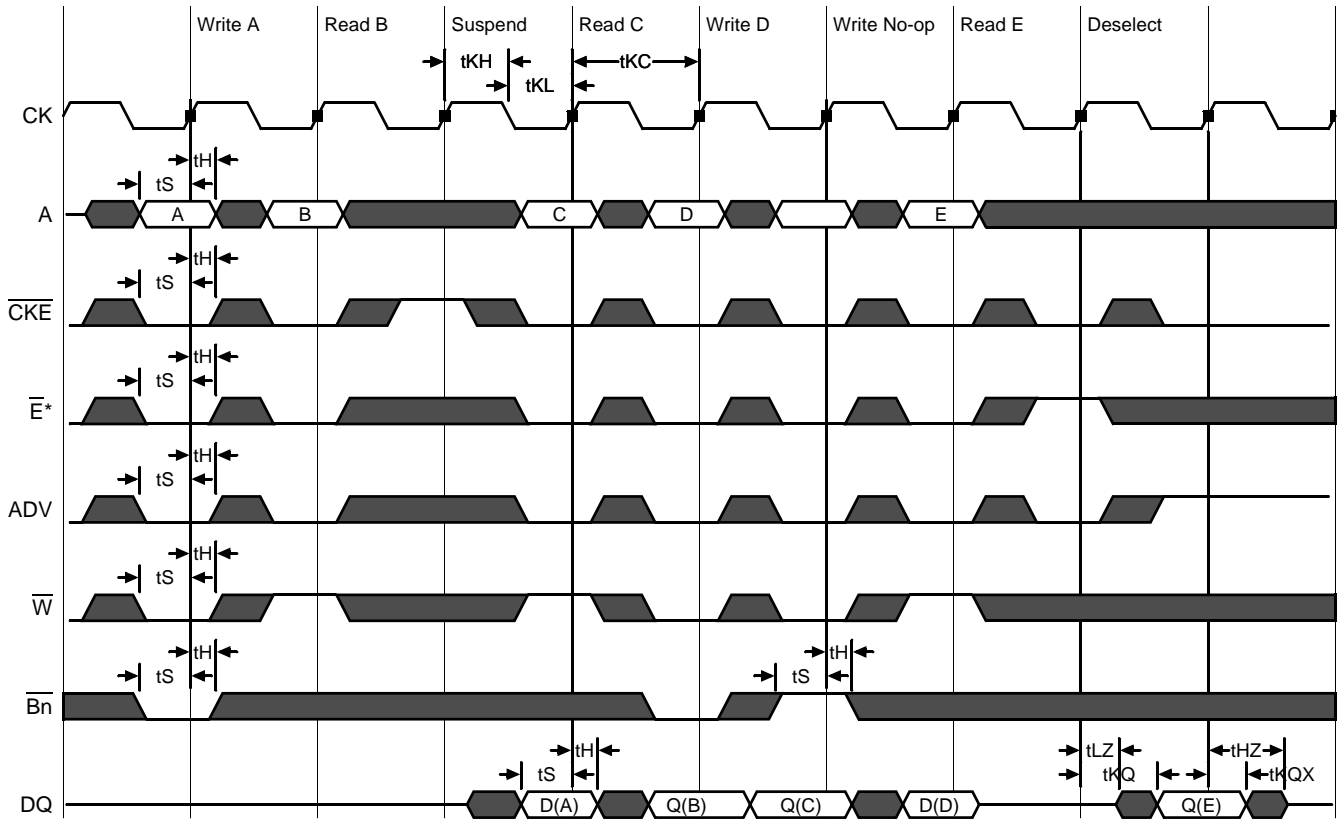 Write A Read B Suspend Read C Write D Write No-op Read E Deselect
tKH tKC
tKL
CK
tH
tS
A A B C D E
tH
tS
CKE
tH
tS
E*
tH
tS
ADV
tH
tS
W
tH tH
tS tS
Bn
tH tLZ tHZ
tS tKQ tKQX
DQ D(A) Q(B) Q(C) D(D) Q(E)